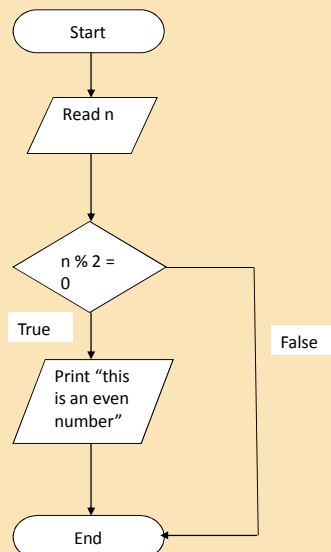 Start
Read n
n % 2 =
0
True
False
Print “this
is an even
number”
End